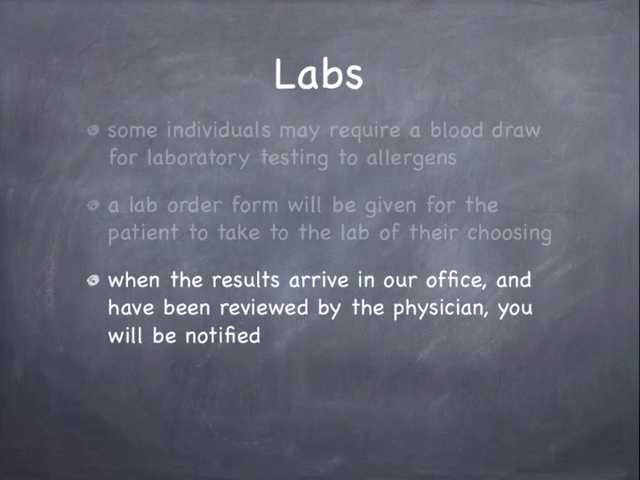 Labs
some individuals may require a blood draw
for laboratory testing to allergens
a lab order form will be given for the
patient to take to the lab of their choosing
when the results arrive in our office, and
have been reviewed by the physician, you
will be notified